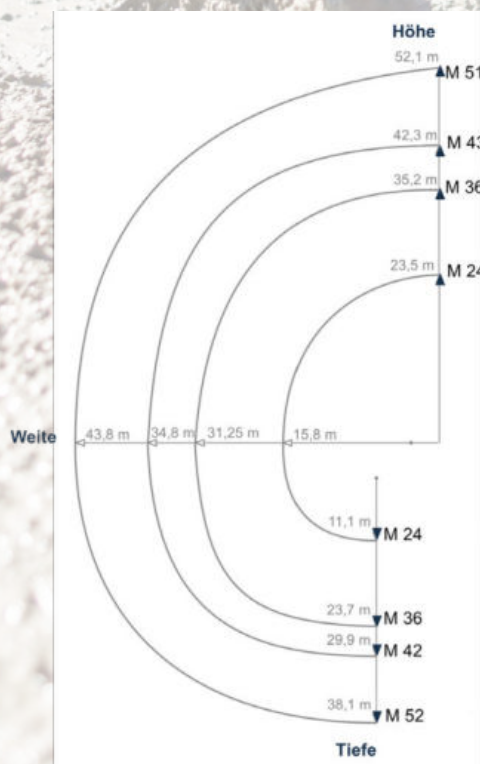 Höhe
52,1 m
M 51
42,3 m
M 43
35,2 m
M 36
23,5 m
M 24
Weite
43,8 m
34,8 m
31,25 m
15,8 m
11,1 m
M 24
23,7 m
M 36
29,9 m
M 42
38,1 m
M 52
Tiefe